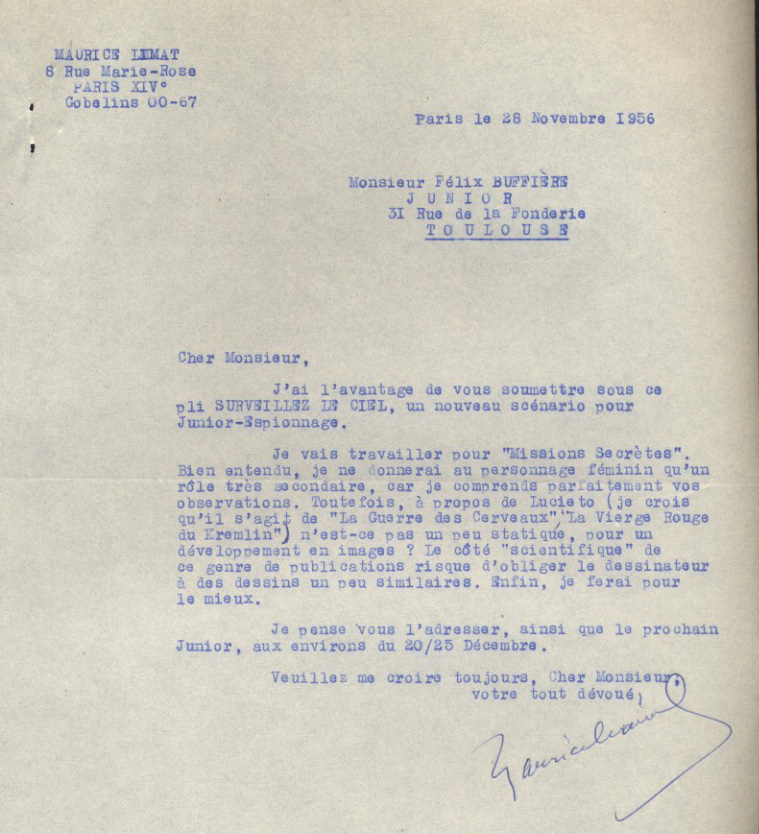 MAURICE LEMAT
8 Rue Marie-Rose
PARIS XIV°
Gobelins 00-67
Paris le 28 Novembre I956
Monsieur Félix BUFFIÈRE
J U N I O R
3I Rue de la Fonderie
T O U L O U S E
Cher Monsieur,
J'ai l'avantage de vous soumettre sous ce
pli SURVEILLEZ LE CIEL, un nouveau scénario pour
Junior-Espionnage.
Je vais travailler pour "Missions Secrètes".
Bien entendu, je ne donnerai au personnage féminin qu'un
rôle très secondaire, car je comprends parfaitement vos
observations. Toutefois, à propos de Lucieto (je crois
qu'il s'agit de "La Guerre des Cerveaux", "La Vierge Rouge
du Kremlin") n'est-ce pas un peu statique, pour un
développement en images ? Le côté "scientifique" de
ce genre de publications risque d'obliger le dessinateur
à des dessins un peu similaires. Enfin, je ferai pour
le mieux.
Je pense vous l'adresser, ainsi que le prochain
Junior, aux environs du 20/25 Décembre.
Veuillez me croire toujours, Cher Monsieur,
votre tout dévoué,